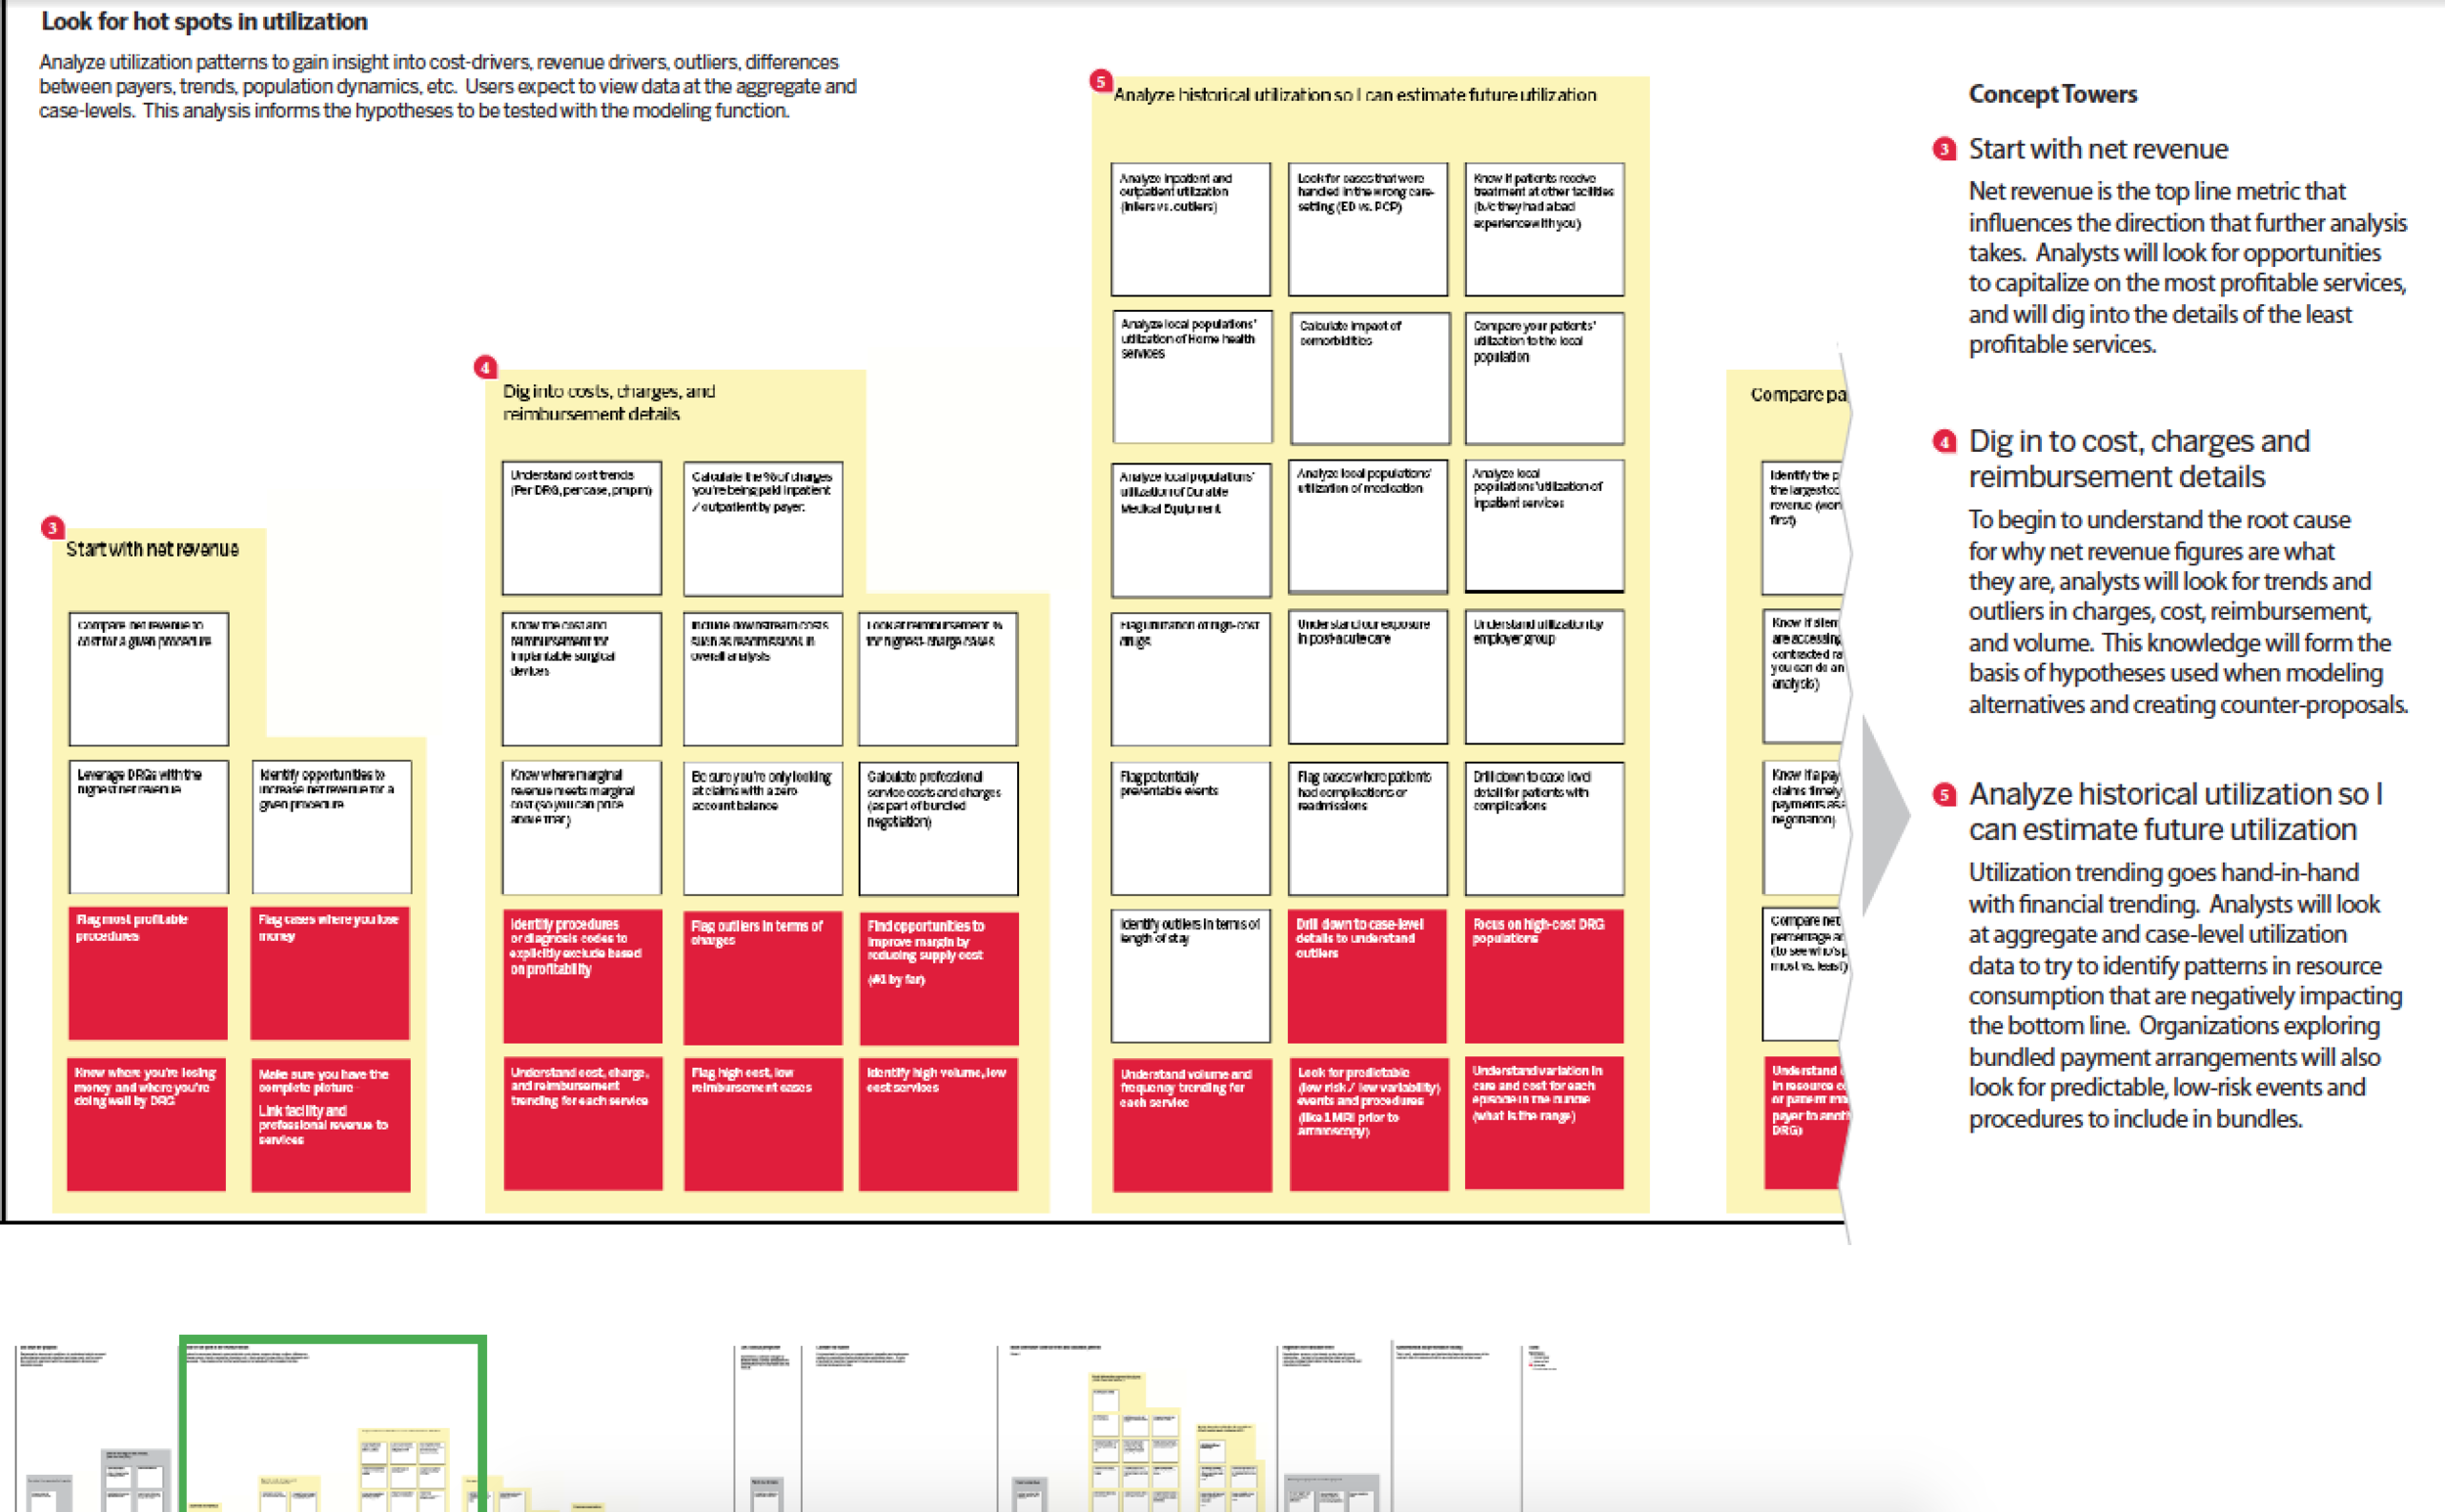 Look for hot spots in utilization
Analyze utilization patterns to gain insight into cost-drivers, revenue drivers, outliers, differences
between payers, trends, population dynamics, etc. Users expect to view data at the aggregate and
case-levels. This analysis informs the hypotheses to be tested with the modeling function.
3
Start with net revenue
Compare net revenue to
cost for a given procedure
Leverage DRGs with the
highest net revenue
Identify opportunities to
increase net revenue for a
given procedure
Flag most profitable
procedures
Flag cases where you lose
money
Know where you're losing
money and where you're
doing well by DRG
Make sure you have the
complete picture
Link facility and
professional revenue to
services
4
Dig into costs, charges, and
reimbursement details
Understand cost trends
(Per DRG, per case, pmpm)
Calculate the % of charges
you're being paid inpatient
/ outpatient by payer.
Know the cost and
reimbursement for
implantable surgical
devices
Include downstream costs
such as readmissions in
overall analysis
Look at reimbursement %
for highest-charge cases
Know where marginal
revenue meets marginal
cost (so you can price
above that)
Be sure you're only looking
at claims with a zero
account balance
Calculate professional
service costs and charges
(as part of bundled
negotiation)
Identify procedures
or diagnosis codes to
explicitly exclude based
on profitability
Flag outliers in terms of
charges
Find opportunities to
improve margin by
reducing supply cost
(#1 by far)
Understand cost, charge,
and reimbursement
trending for each service
Flag high cost, low
reimbursement cases
Identify high volume, low
cost services
5
Analyze historical utilization so I can estimate future utilization
Analyze inpatient and
outpatient utilization
(inliers vs. outliers)
Look for cases that were
handled in the wrong care-
setting (ED vs. PCP)
Know if patients receive
treatment at other facilities
(b/c they had a bad
experience with you)
Analyze local populations'
utilization of Home health
services
Calculate impact of
comorbidities
Compare your patients'
utilization to the local
population
Analyze local populations'
utilization of Durable
Medical Equipment
Analyze local populations'
utilization of medication
Analyze local
populations' utilization of
inpatient services
Flag utilization of high-cost
drugs
Understand our exposure
in post-acute care
Understand utilization by
employer group
Flag potentially
preventable events
Flag cases where patients
had complications or
readmissions
Drill down to case level
detail for patients with
complications
Identify outliers in terms of
length of stay
Drill down to case-level
details to understand
outliers
Focus on high-cost DRG
populations
Understand volume and
frequency trending for
each service
Look for predictable
(low risk / low variability)
events and procedures
(like 1 MRI prior to
arthroscopy)
Understand variation in
care and cost for each
episode in the bundle
(what is the range)
Compare pa
Identify the p
the largest
revenue
first)
Know if
are accessing
contracted
you can do an
analysis)
Know if a pay
claims timely
payments
negotiation)
Compare net
percentage
(to see who's
most vs. least)
Understand
in resource
or patient
payer to
DRG)
Concept Towers
3 Start with net revenue
Net revenue is the top line metric that
influences the direction that further analysis
takes. Analysts will look for opportunities
to capitalize on the most profitable services,
and will dig into the details of the least
profitable services.
4 Dig in to cost, charges and
reimbursement details
To begin to understand the root cause
for why net revenue figures are what
they are, analysts will look for trends and
outliers in charges, cost, reimbursement,
and volume. This knowledge will form the
basis of hypotheses used when modeling
alternatives and creating counter-proposals.
5 Analyze historical utilization so I
can estimate future utilization
Utilization trending goes hand-in-hand
with financial trending. Analysts will look
at aggregate and case-level utilization
data to try to identify patterns in resource
consumption that are negatively impacting
the bottom line. Organizations exploring
bundled payment arrangements will also
look for predictable, low-risk events and
procedures to include in bundles.